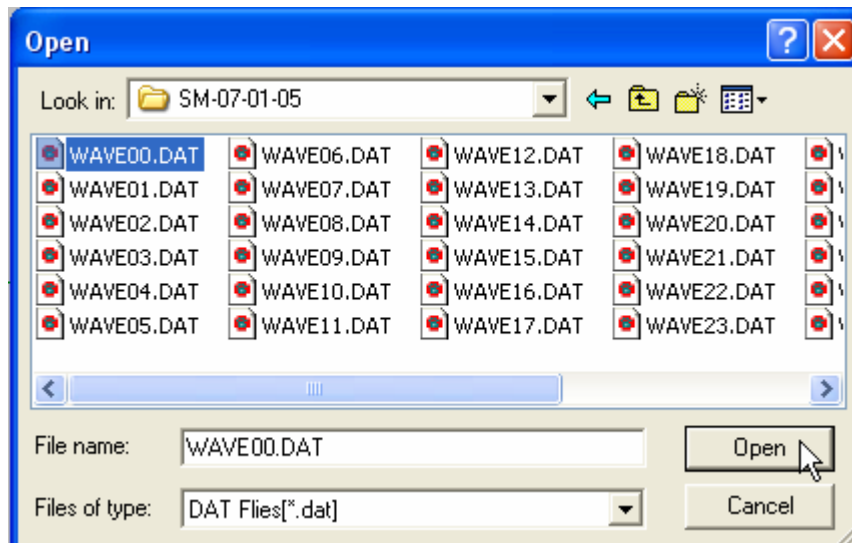 Open
Look in: SM-07-01-05
WAVE00.DAT WAVE06.DAT WAVE12.DAT WAVE18.DAT
WAVE01.DAT WAVE07.DAT WAVE13.DAT WAVE19.DAT
WAVE02.DAT WAVE08.DAT WAVE14.DAT WAVE20.DAT
WAVE03.DAT WAVE09.DAT WAVE15.DAT WAVE21.DAT
WAVE04.DAT WAVE10.DAT WAVE16.DAT WAVE22.DAT
WAVE05.DAT WAVE11.DAT WAVE17.DAT WAVE23.DAT
File name: WAVE00.DAT Open
Files of type: DAT Flies[*.dat] Cancel